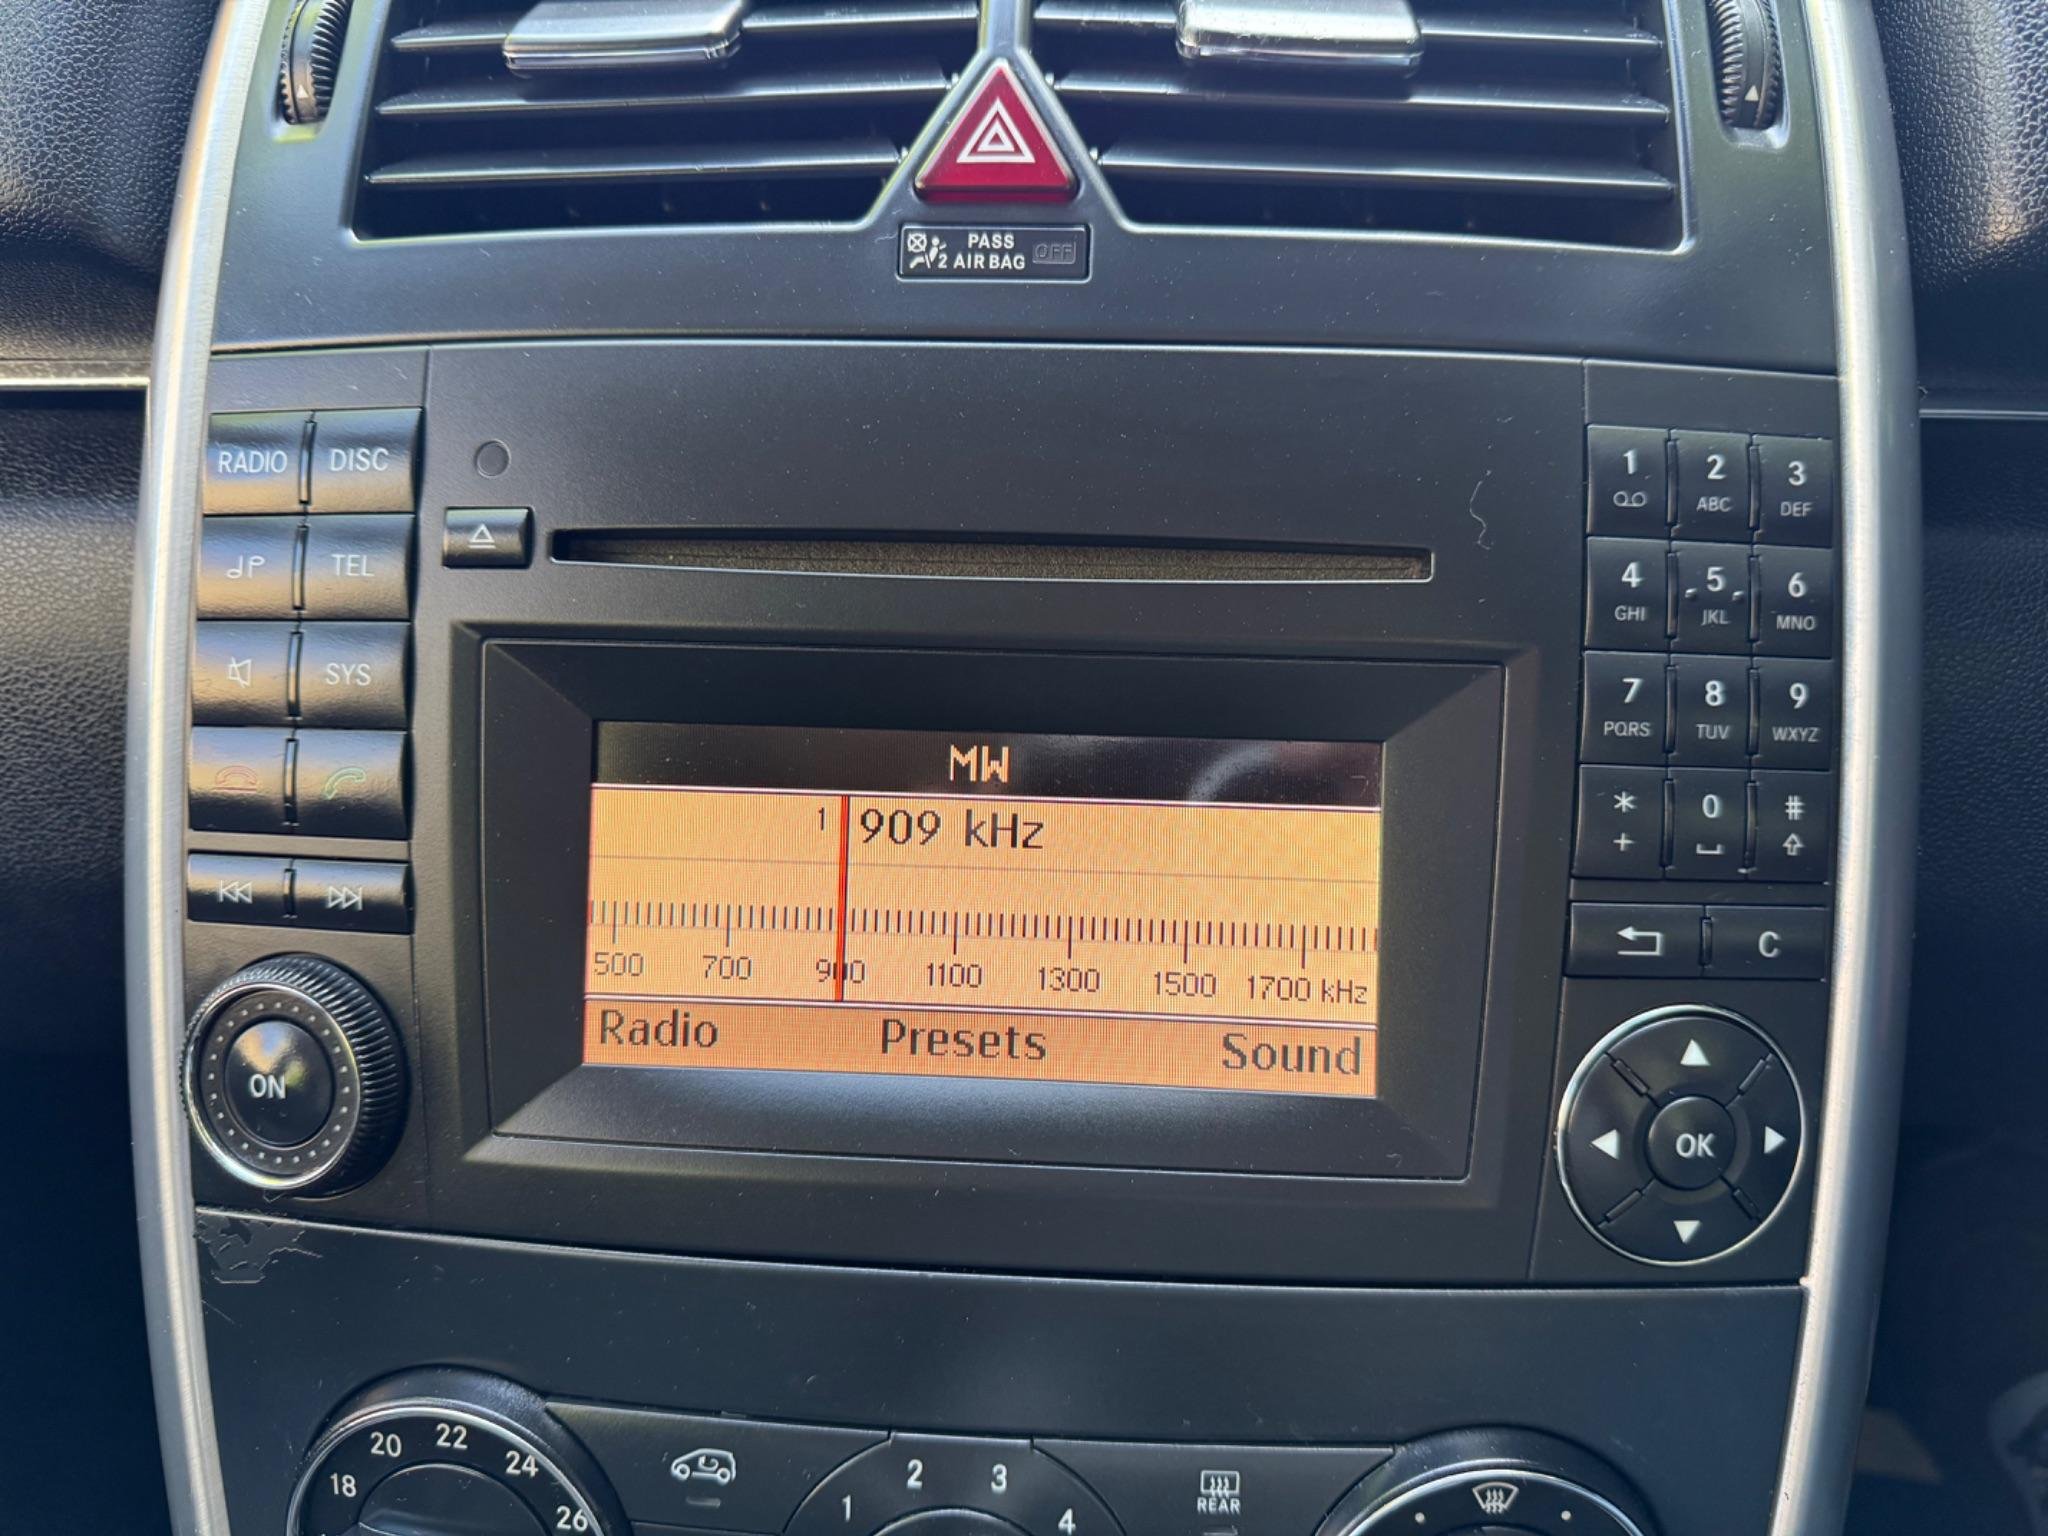 PASS
2 AIRBAG OFF
RADIO DISC
TEL
SYS
ON
1
2 ABC
3 DEF
4 GHI
5 JKL
6 MNO
7 PQRS
8 TUV
9 WXYZ
* +
0
#
C
OK
MW
1 909 kHz
500 700 900 1100 1300 1500 1700 kHz
Radio Presets Sound
18 20 22 24 26
1 2 3 4
REAR